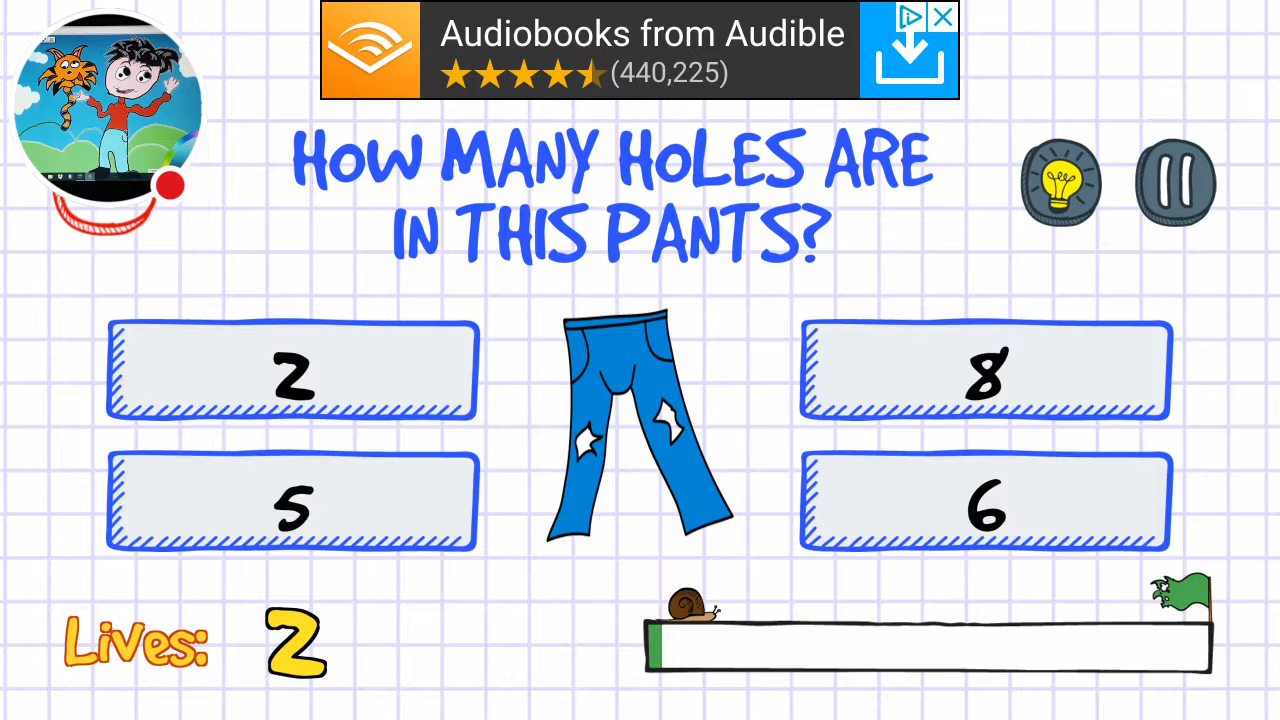 Audiobooks from Audible
(440,225)
HOW MANY HOLES ARE
IN THIS PANTS?
2
8
5
6
Lives: 2